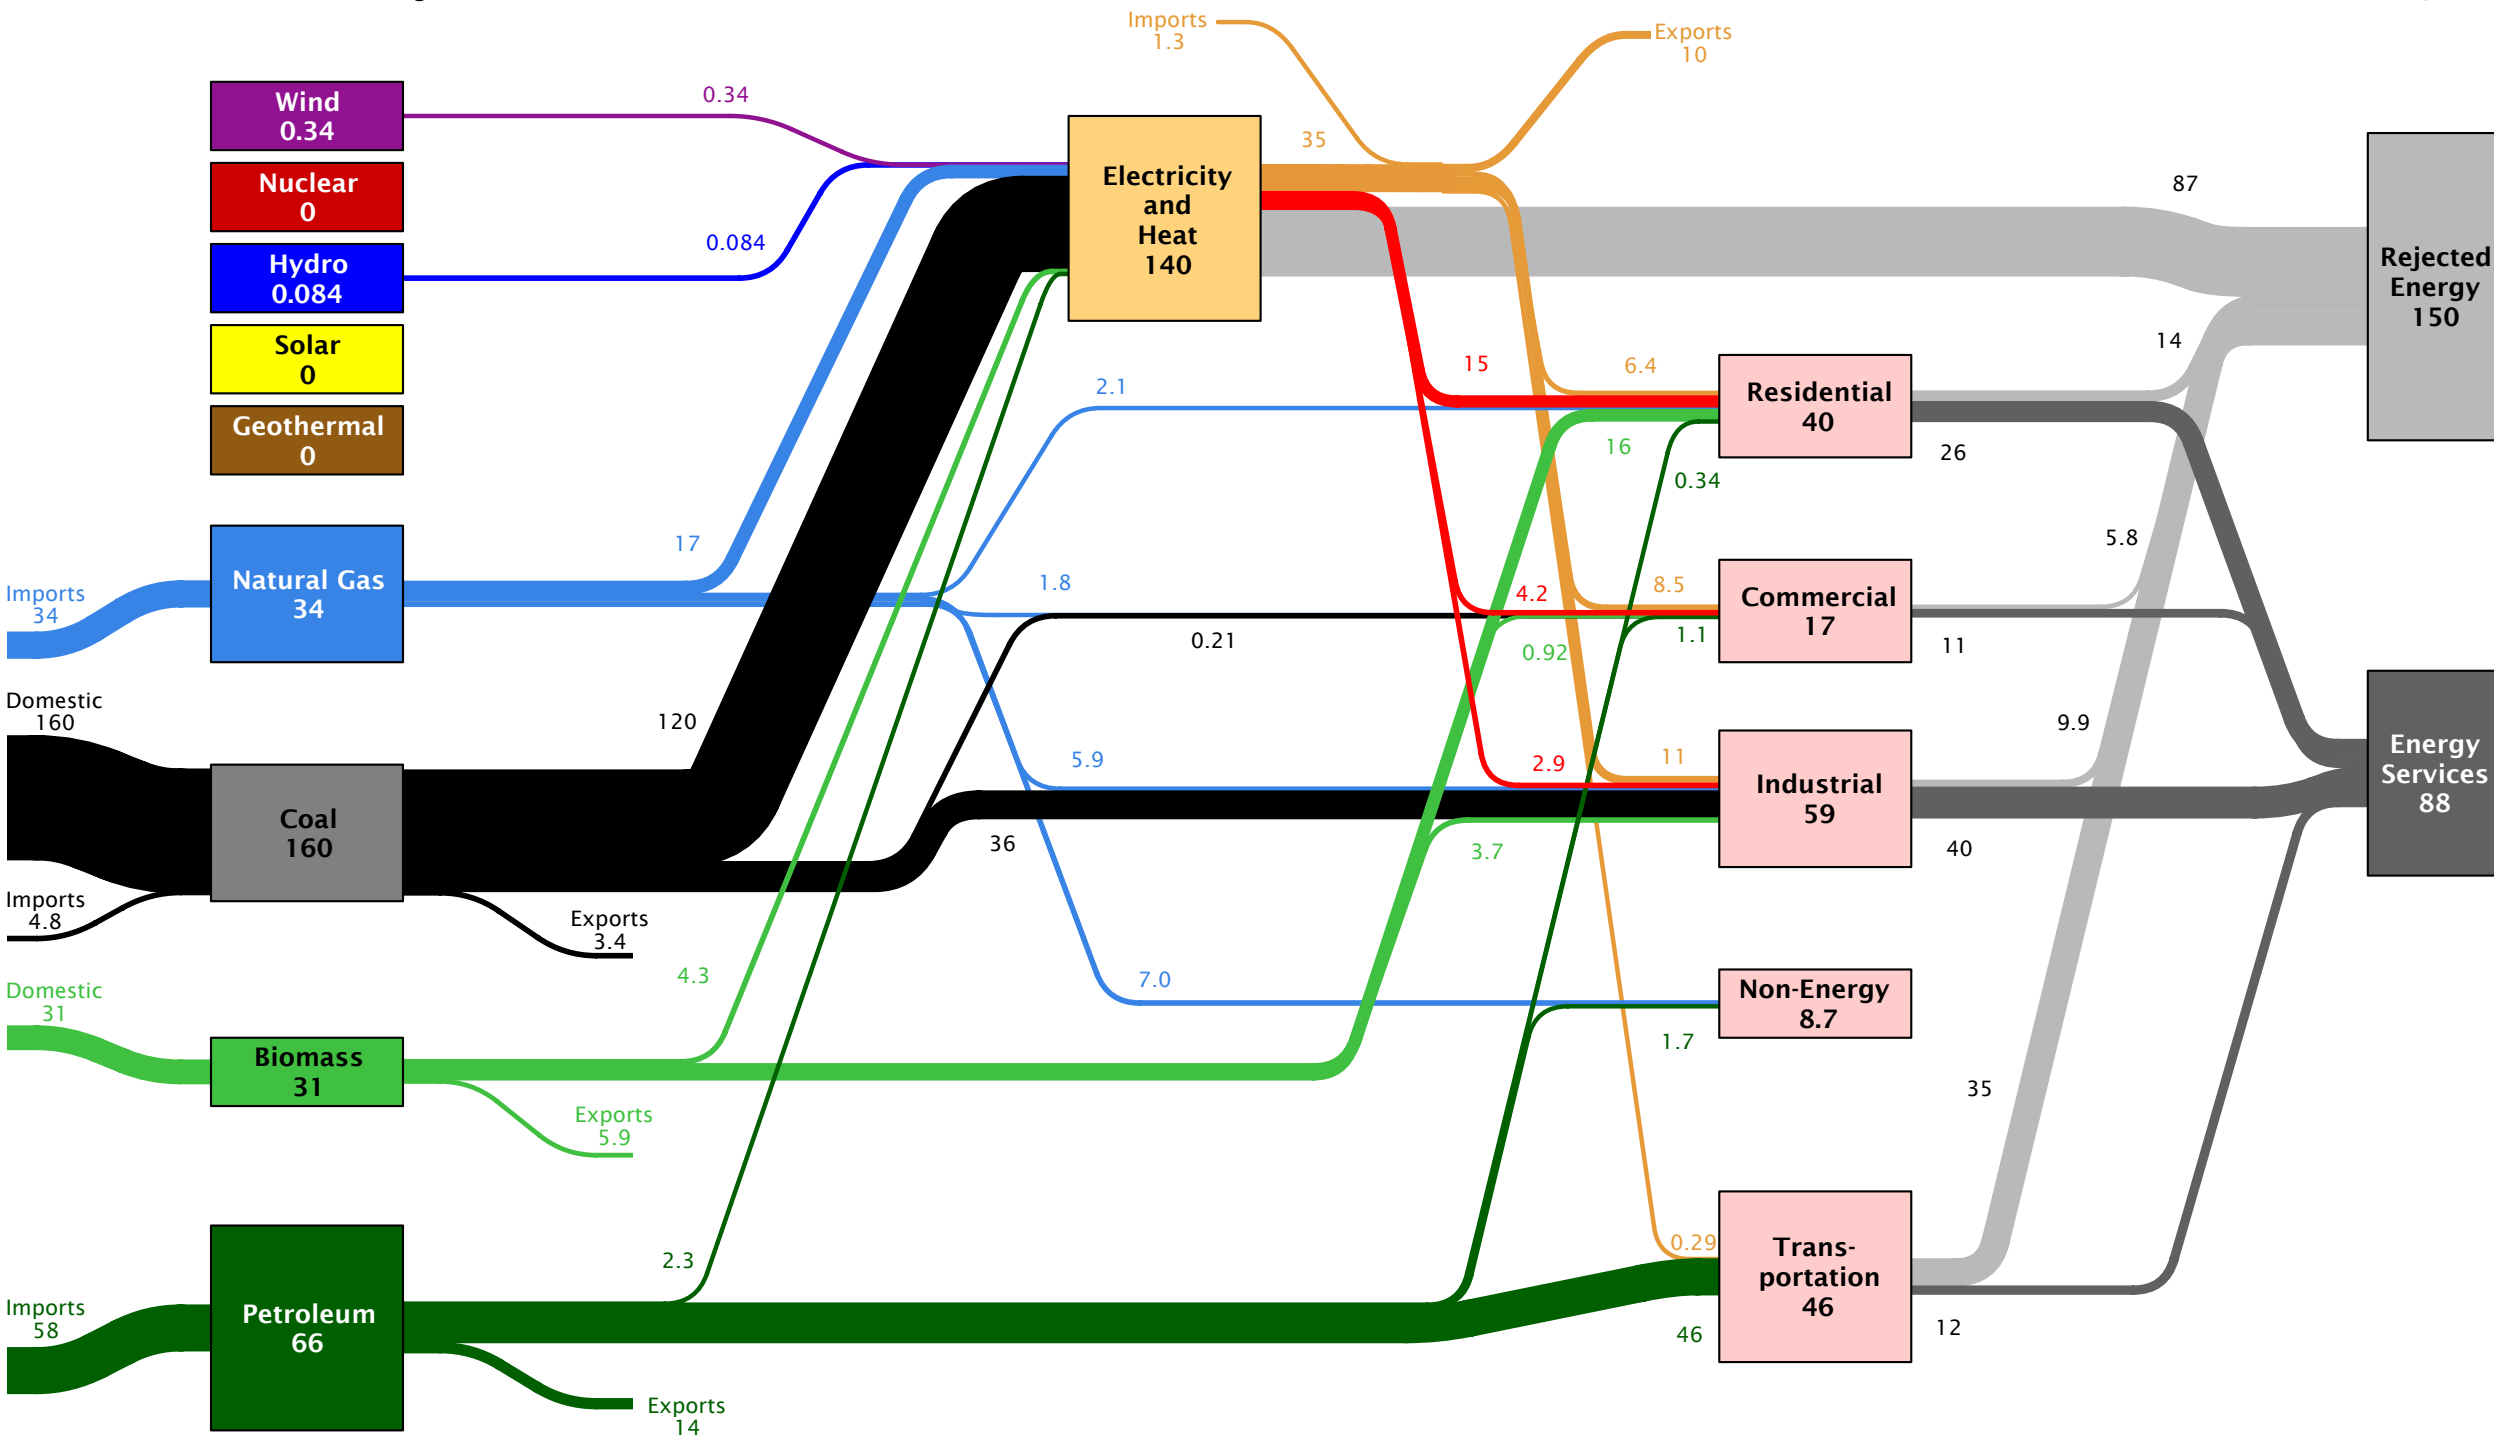 Imports
1.3
Exports
10
Wind
0.34
0.34
Nuclear
0
Hydro
0.084
0.084
Solar
0
Geothermal
0
Electricity
and
Heat
140
35
87
Rejected
Energy
150
14
15
6.4
2.1
Residential
40
16
0.34
26
Imports
34
Natural Gas
34
17
1.8
4.2
8.5
0.92
1.1
Commercial
17
5.8
11
Domestic
160
Coal
160
120
0.21
Imports
4.8
Exports
3.4
5.9
36
2.9
11
3.7
Industrial
59
9.9
40
Energy
Services
88
Domestic
31
Biomass
31
4.3
Exports
5.9
7.0
Non-Energy
8.7
1.7
35
Imports
58
Petroleum
66
2.3
Exports
14
0.29
46
Trans-
portation
46
12